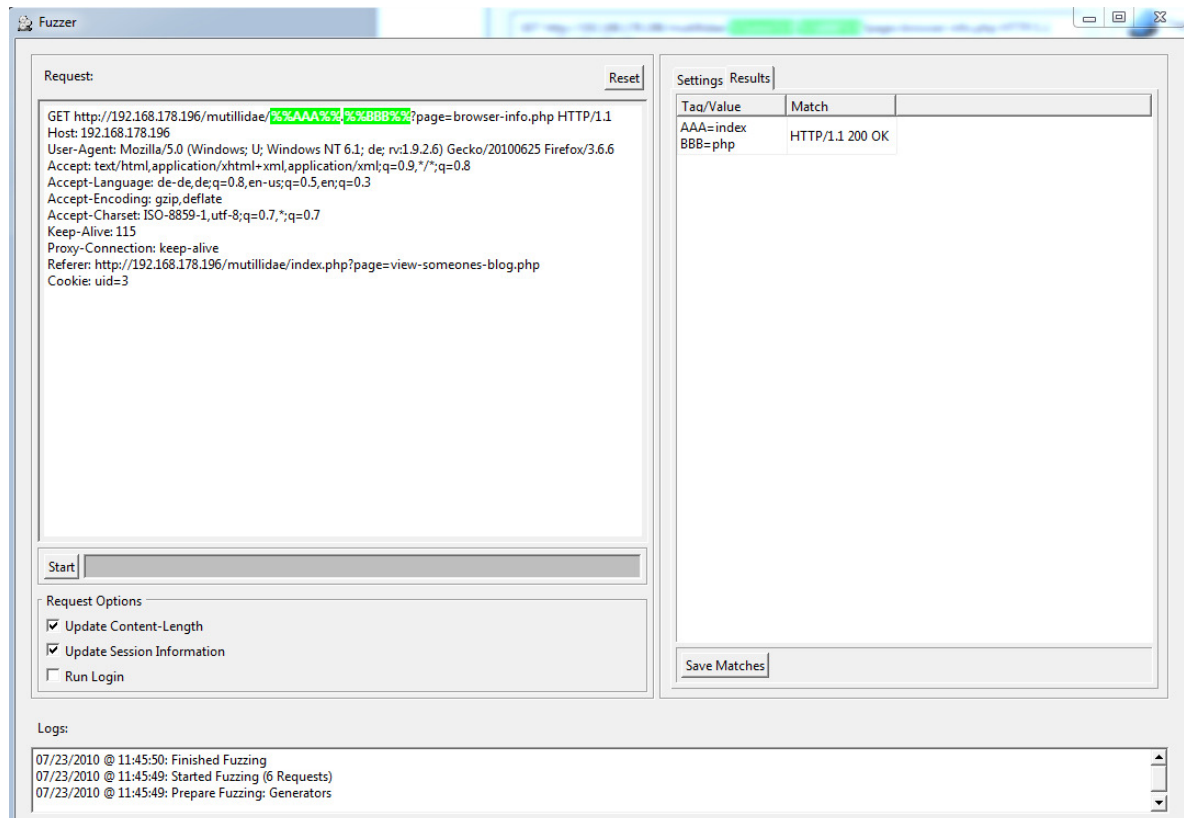 Fuzzer
Request:
Reset
GET http://192.168.178.196/mutillidae/%%AAA%%.%%BBB%%?page=browser-info.php HTTP/1.1
Host: 192.168.178.196
User-Agent: Mozilla/5.0 (Windows; U; Windows NT 6.1; de; rv:1.9.2.6) Gecko/20100625 Firefox/3.6.6
Accept: text/html,application/xhtml+xml,application/xml;q=0.9,*/*;q=0.8
Accept-Language: de-de,de;q=0.8,en-us;q=0.5,en;q=0.3
Accept-Encoding: gzip,deflate
Accept-Charset: ISO-8859-1,utf-8;q=0.7,*;q=0.7
Keep-Alive: 115
Proxy-Connection: keep-alive
Referer: http://192.168.178.196/mutillidae/index.php?page=view-someones-blog.php
Cookie: uid=3
Start
Request Options
Update Content-Length
Update Session Information
Run Login
Settings Results
Tag/Value Match
AAA=index
BBB=php
HTTP/1.1 200 OK
Save Matches
Logs:
07/23/2010 @ 11:45:50: Finished Fuzzing
07/23/2010 @ 11:45:49: Started Fuzzing (6 Requests)
07/23/2010 @ 11:45:49: Prepare Fuzzing: Generators